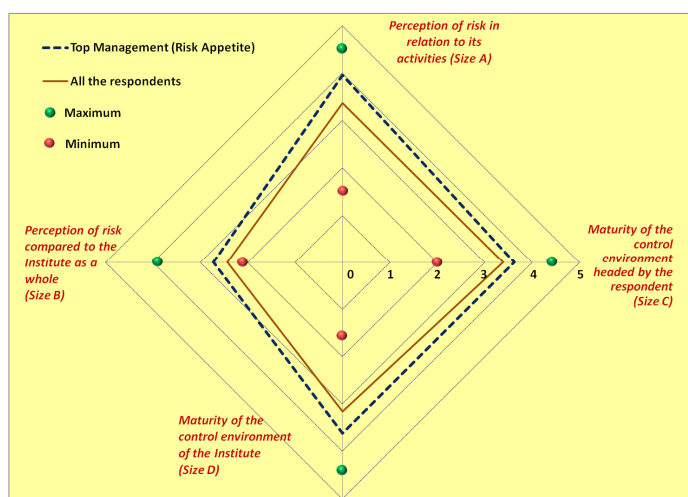 Top Management (Risk Appetite)
All the respondents
Maximum
Minimum
Perception of risk in
relation to its
activities (Size A)
Perception of risk
compared to the
Institute as a
whole
(Size B)
Maturity of the
control
environment
headed by the
respondent
(Size C)
0 1 2 3 4 5
Maturity of the
control environment
of the Institute
(Size D)